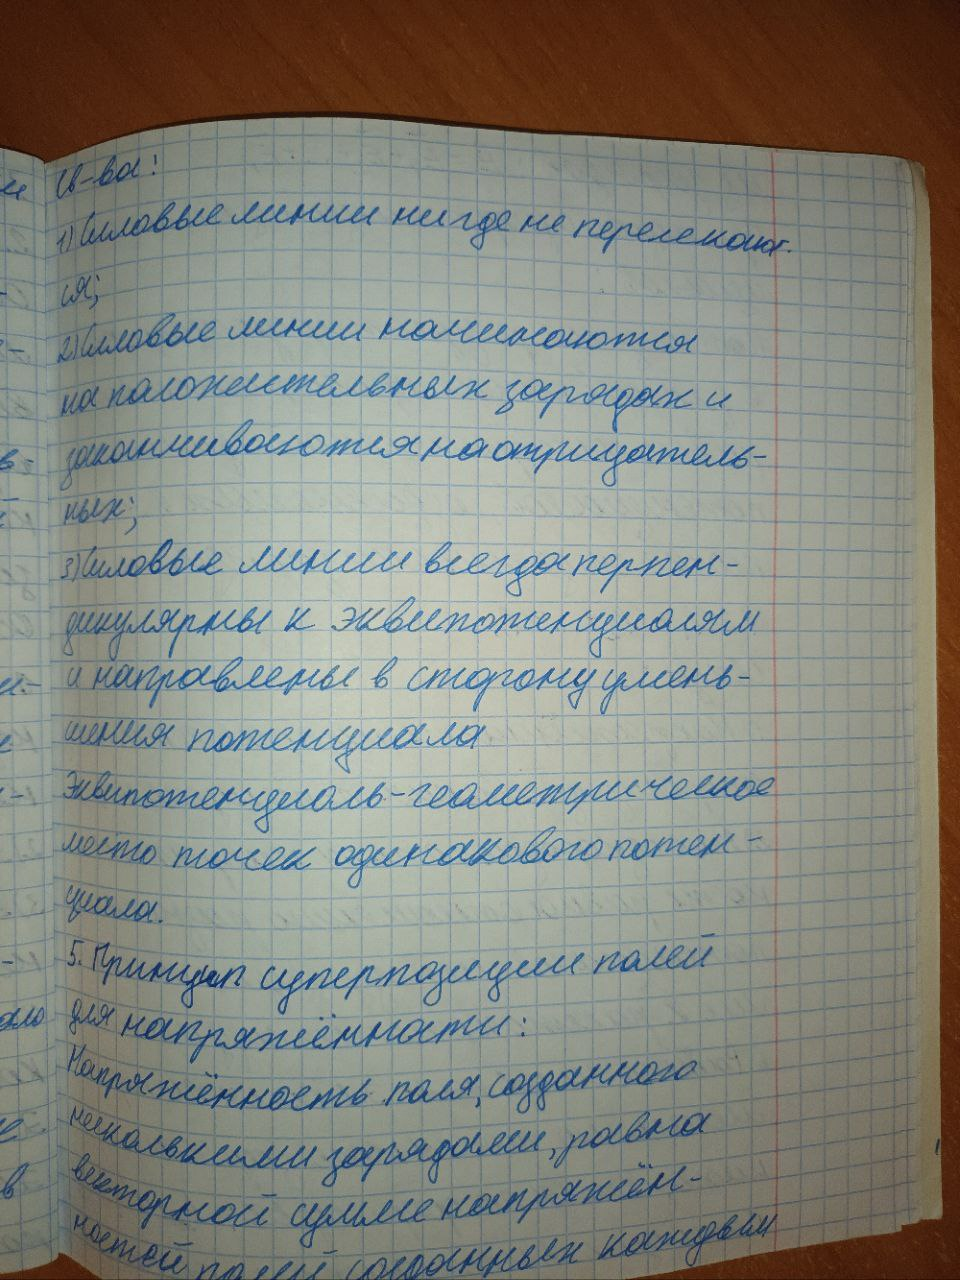 Св-ва:
1) Силовые линии нигде не пересекают-
ся;
2) Силовые линии начинаются
на положительных зарядах и
заканчиваются на отрицатель-
ных;
3) Силовые линии всегда перпен-
дикулярны к эквипотенциалям
и направлены в сторону умень-
шения потенциала
Эквипотенциаль - геометрическое
место точек одинакового потен-
циала.
5. Принцип суперпозиции полей
для напряжённости:
Напряжённость поля, созданного
несколькими зарядами, равна
векторной сумме напряжён-
ностей полей созданных каждым